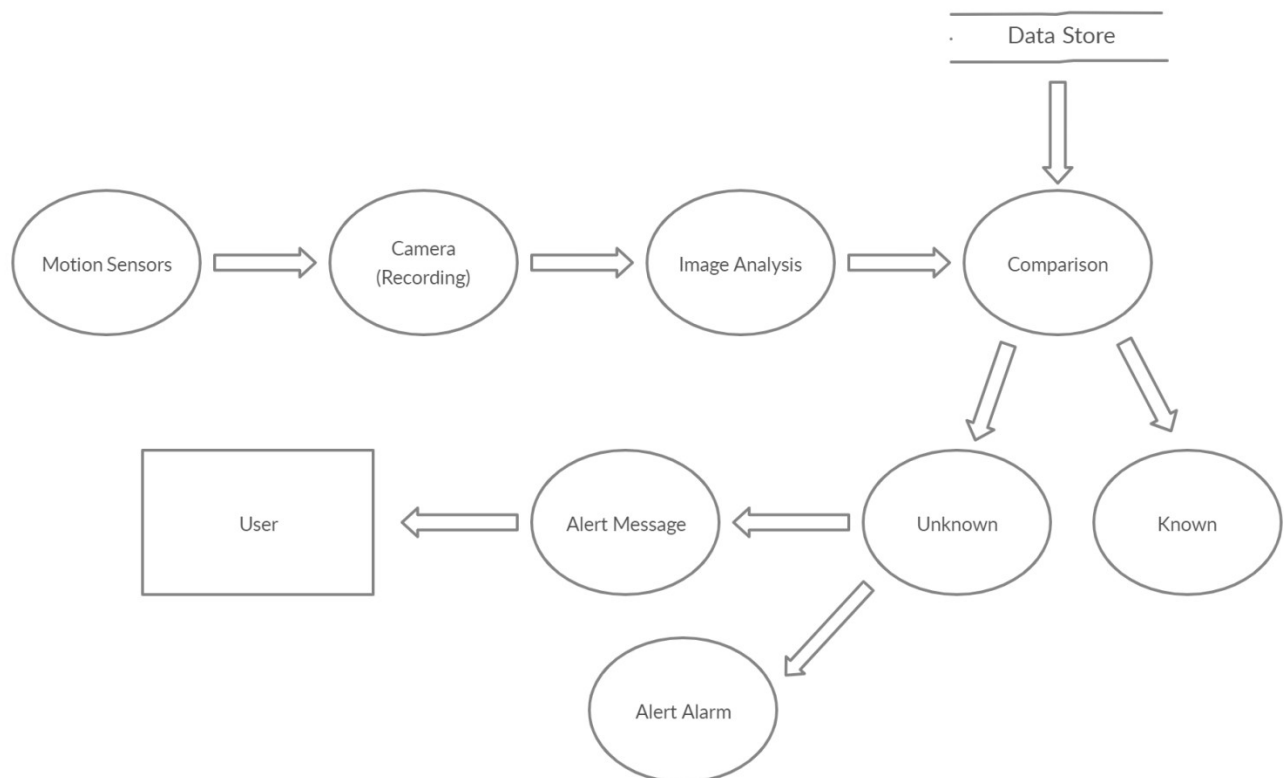 Data Store
Motion Sensors
Camera
(Recording)
Image Analysis
Comparison
User
Alert Message
Unknown
Known
Alert Alarm